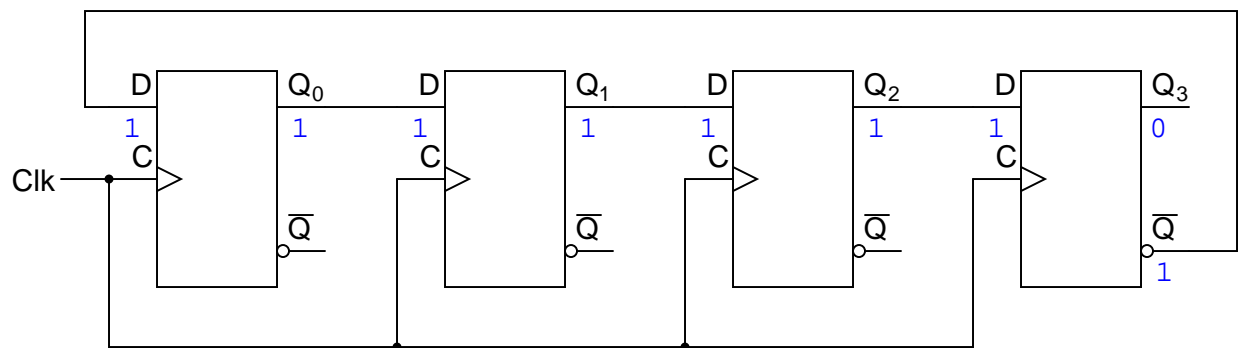 D Q₀ D Q₁ D Q₂ D Q₃
1 1 1 1 1 1 1 0
C C C C
Clk
Q̅ Q̅ Q̅ Q̅
1